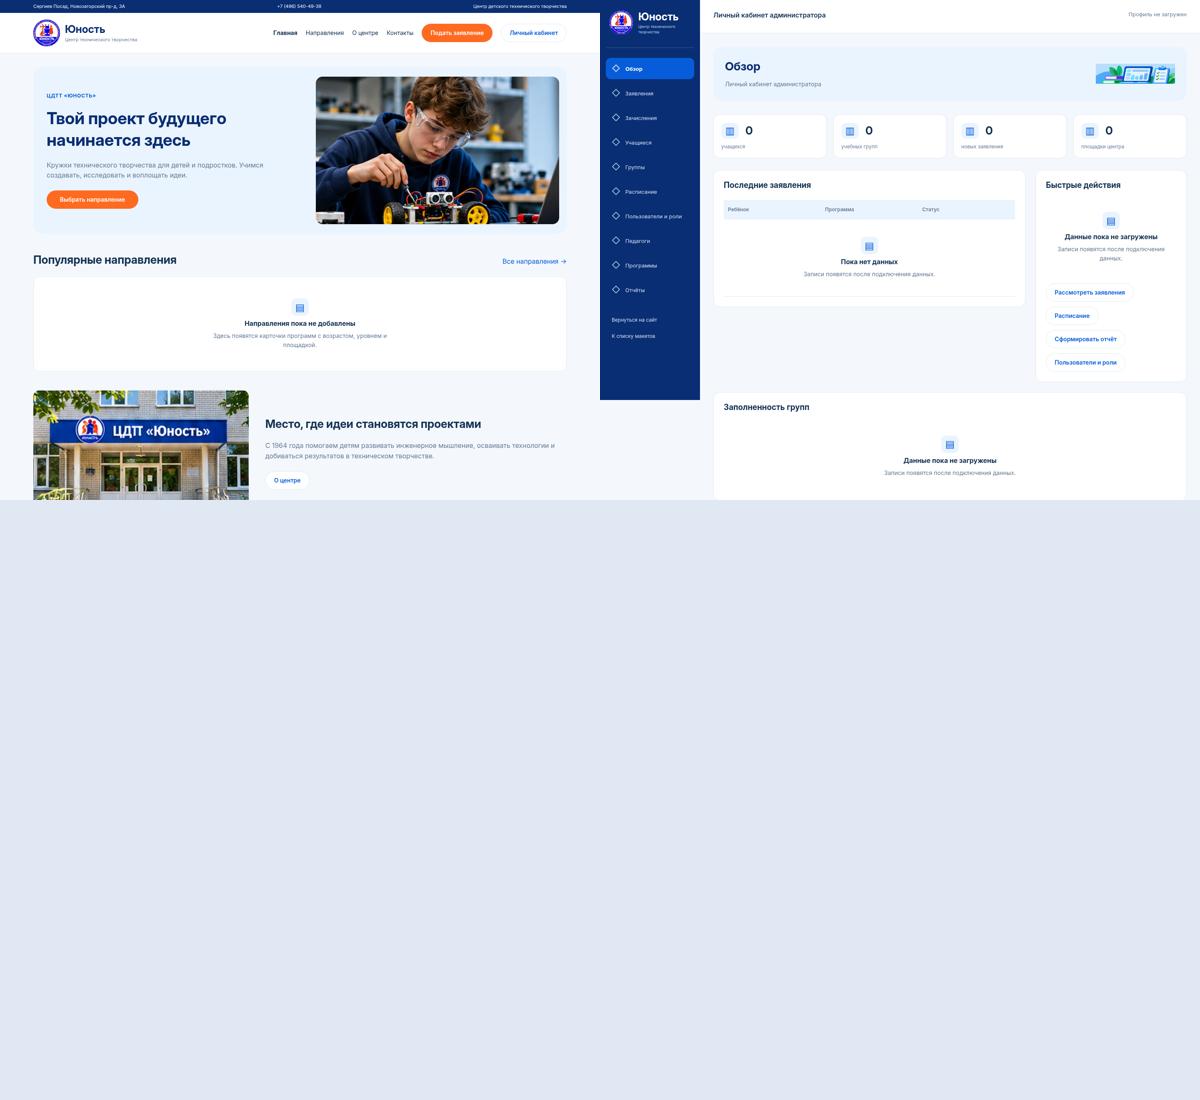 Сергиев Посад, Новозагорский пр-д, 3А
+7 (496) 540-49-38
Центр детского технического творчества
Юность
Центр технического творчества
Главная
Направления
О центре
Контакты
Подать заявление
Личный кабинет
ЦДТТ «ЮНОСТЬ»
Твой проект будущего
начинается здесь
Кружки технического творчества для детей и подростков. Учимся
создавать, исследовать и воплощать идеи.
Выбрать направление
Популярные направления
Все направления →
Направления пока не добавлены
Здесь появятся карточки программ с возрастом, уровнем и
площадкой.
ЦДТТ «Юность»
Место, где идеи становятся проектами
С 1964 года помогаем детям развивать инженерное мышление, осваивать технологии и
добиваться результатов в техническом творчестве.
О центре
Юность
Центр технического
творчества
Обзор
Заявления
Зачисления
Учащиеся
Группы
Расписание
Пользователи и роли
Педагоги
Программы
Отчёты
Вернуться на сайт
К списку макетов
Личный кабинет администратора
Профиль не загружен
Обзор
Личный кабинет администратора
0
учащихся
0
учебных групп
0
новых заявления
0
площадки центра
Последние заявления
Ребёнок
Программа
Статус
Пока нет данных
Записи появятся после подключения данных.
Быстрые действия
Данные пока не загружены
Записи появятся после подключения
данных.
Рассмотреть заявления
Расписание
Сформировать отчёт
Пользователи и роли
Заполненность групп
Данные пока не загружены
Записи появятся после подключения данных.